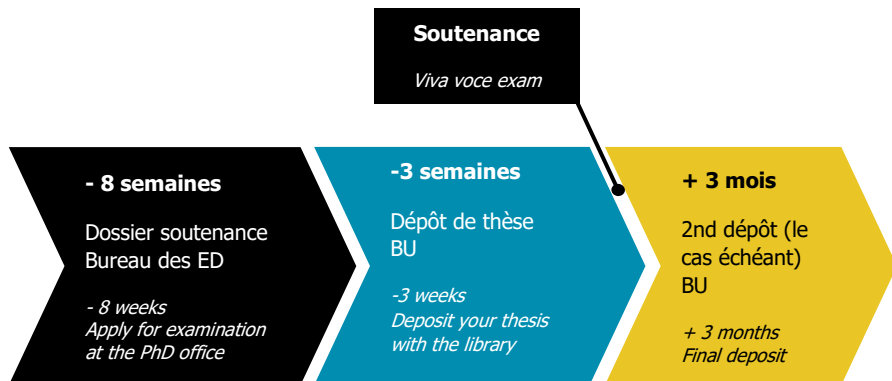 Soutenance
Viva voce exam
- 8 semaines
Dossier soutenance
Bureau des ED
- 8 weeks
Apply for examination
at the PhD office
-3 semaines
Dépôt de thèse
BU
-3 weeks
Deposit your thesis
with the library
+ 3 mois
2nd dépôt (le
cas échéant)
BU
+ 3 months
Final deposit